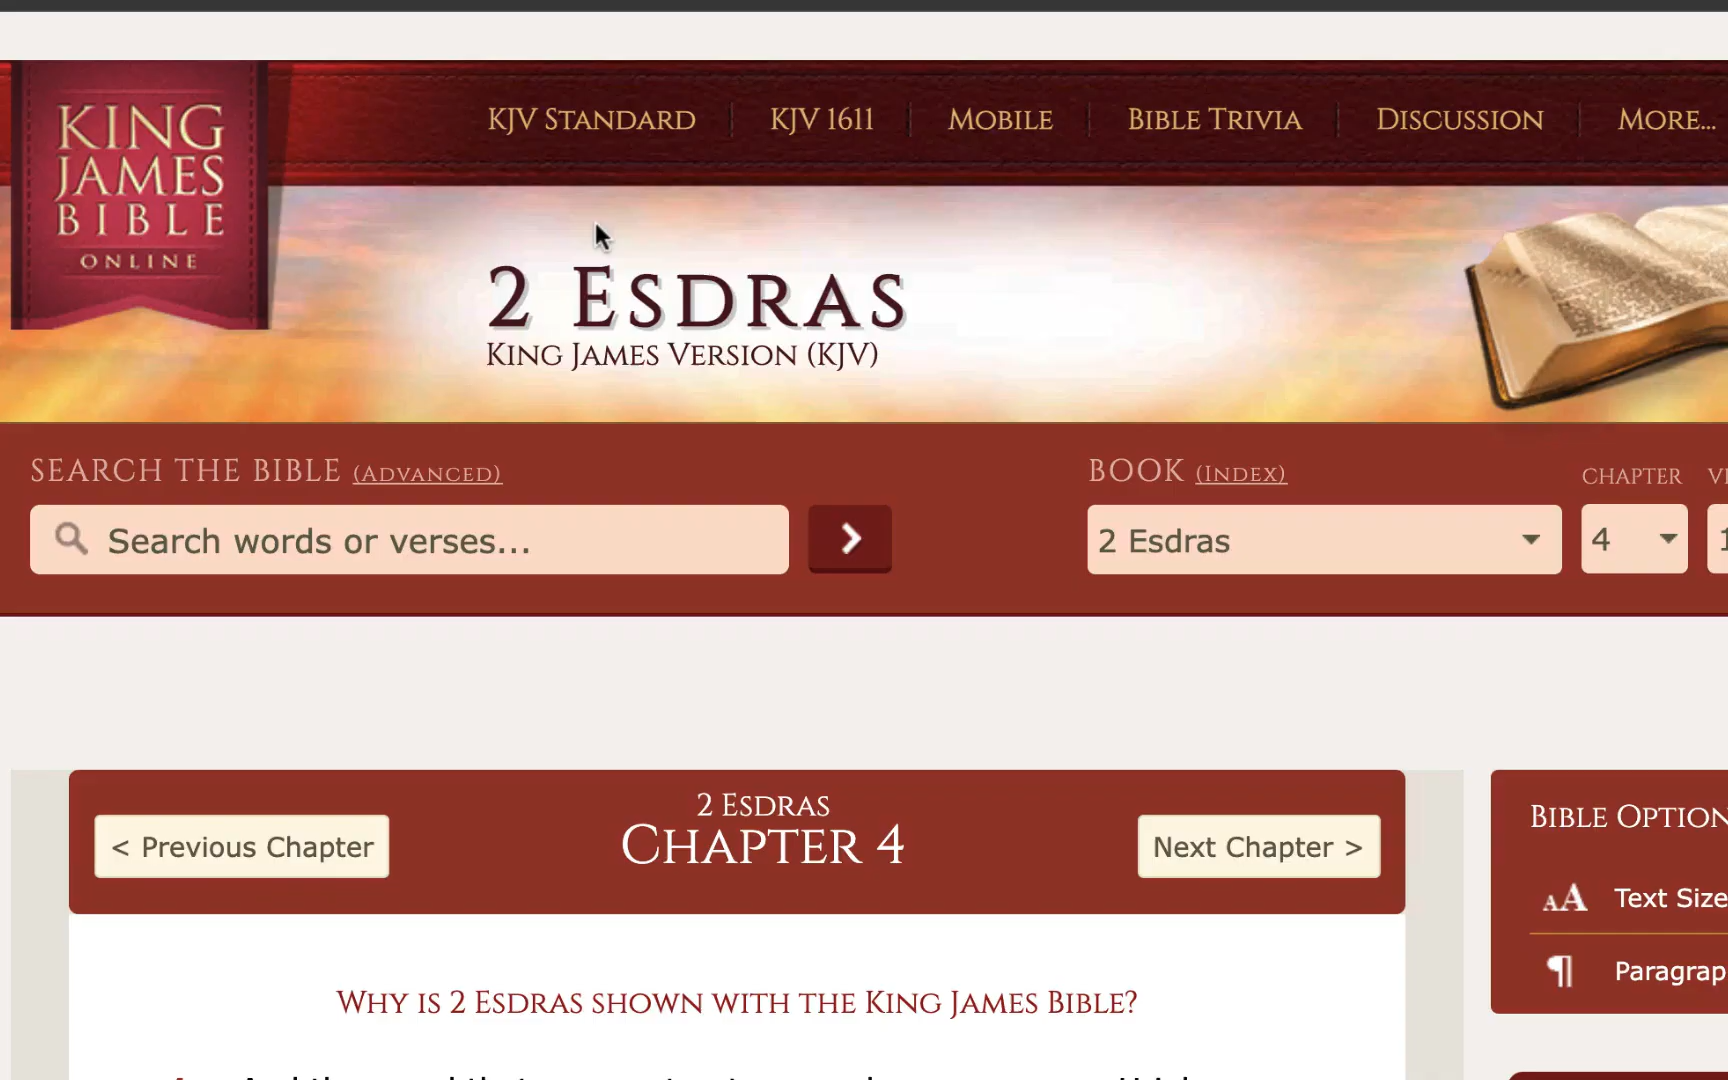 KING
JAMES
BIBLE
ONLINE
KJV STANDARD
KJV 1611
MOBILE
BIBLE TRIVIA
DISCUSSION
MORE...
2 ESDRAS
KING JAMES VERSION (KJV)
SEARCH THE BIBLE (ADVANCED)
Search words or verses...
BOOK (INDEX)
2 Esdras
CHAPTER
4
< Previous Chapter
2 ESDRAS
CHAPTER 4
Next Chapter >
WHY IS 2 ESDRAS SHOWN WITH THE KING JAMES BIBLE?
BIBLE OPTION
AA Text Size
¶ Paragrap